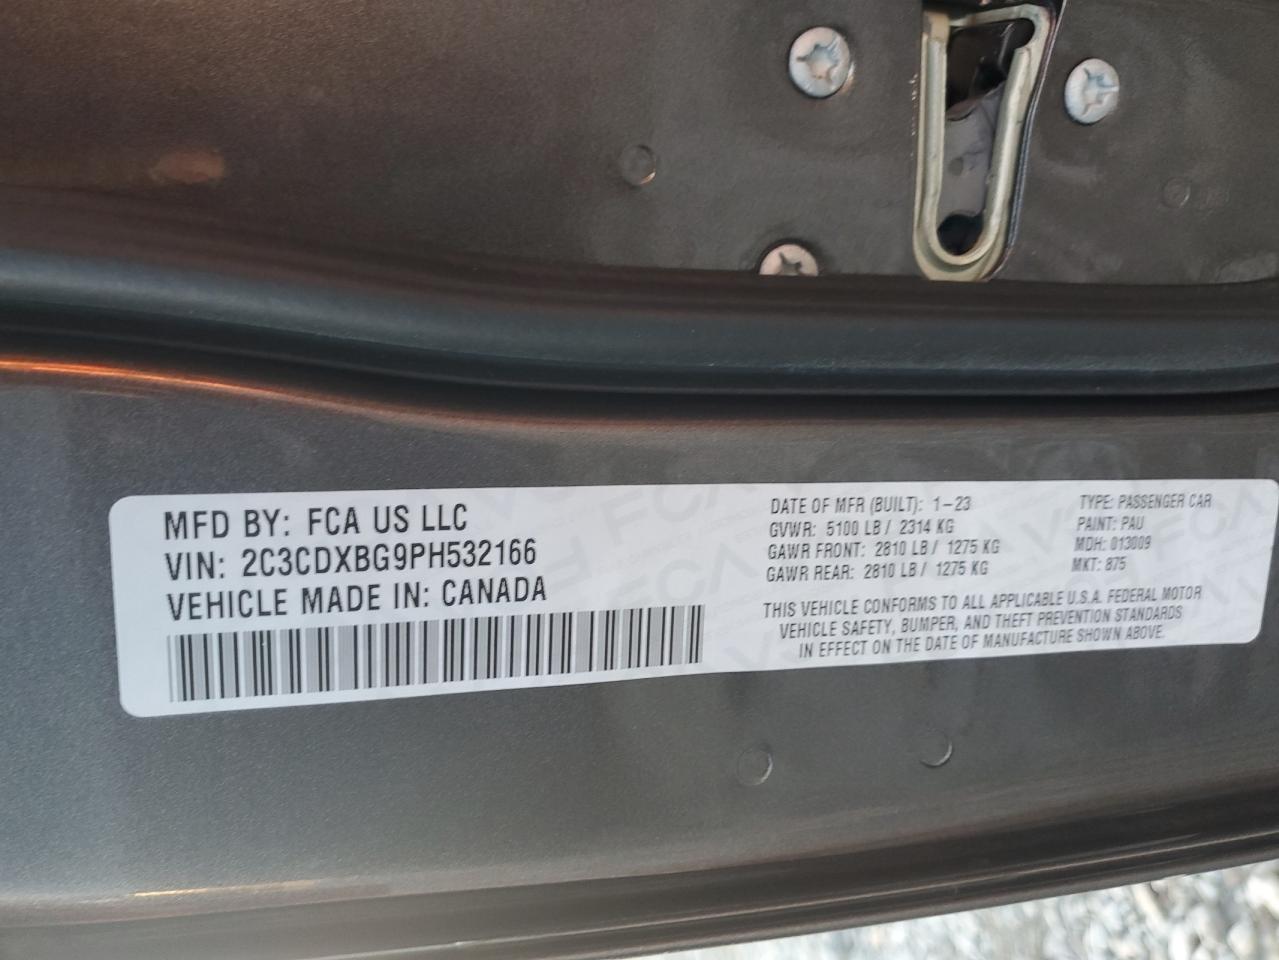 MFD BY: FCA US LLC
VIN: 2C3CDXBG9PH532166
VEHICLE MADE IN: CANADA
DATE OF MFR (BUILT): 1-23
GVWR: 5100 LB / 2314 KG
GAWR FRONT: 2810 LB / 1275 KG
GAWR REAR: 2810 LB / 1275 KG
TYPE: PASSENGER CAR
PAINT: PAU
MDH: 013009
MKT: 875
THIS VEHICLE CONFORMS TO ALL APPLICABLE U.S.A. FEDERAL MOTOR
VEHICLE SAFETY, BUMPER, AND THEFT PREVENTION STANDARDS
IN EFFECT ON THE DATE OF MANUFACTURE SHOWN ABOVE.